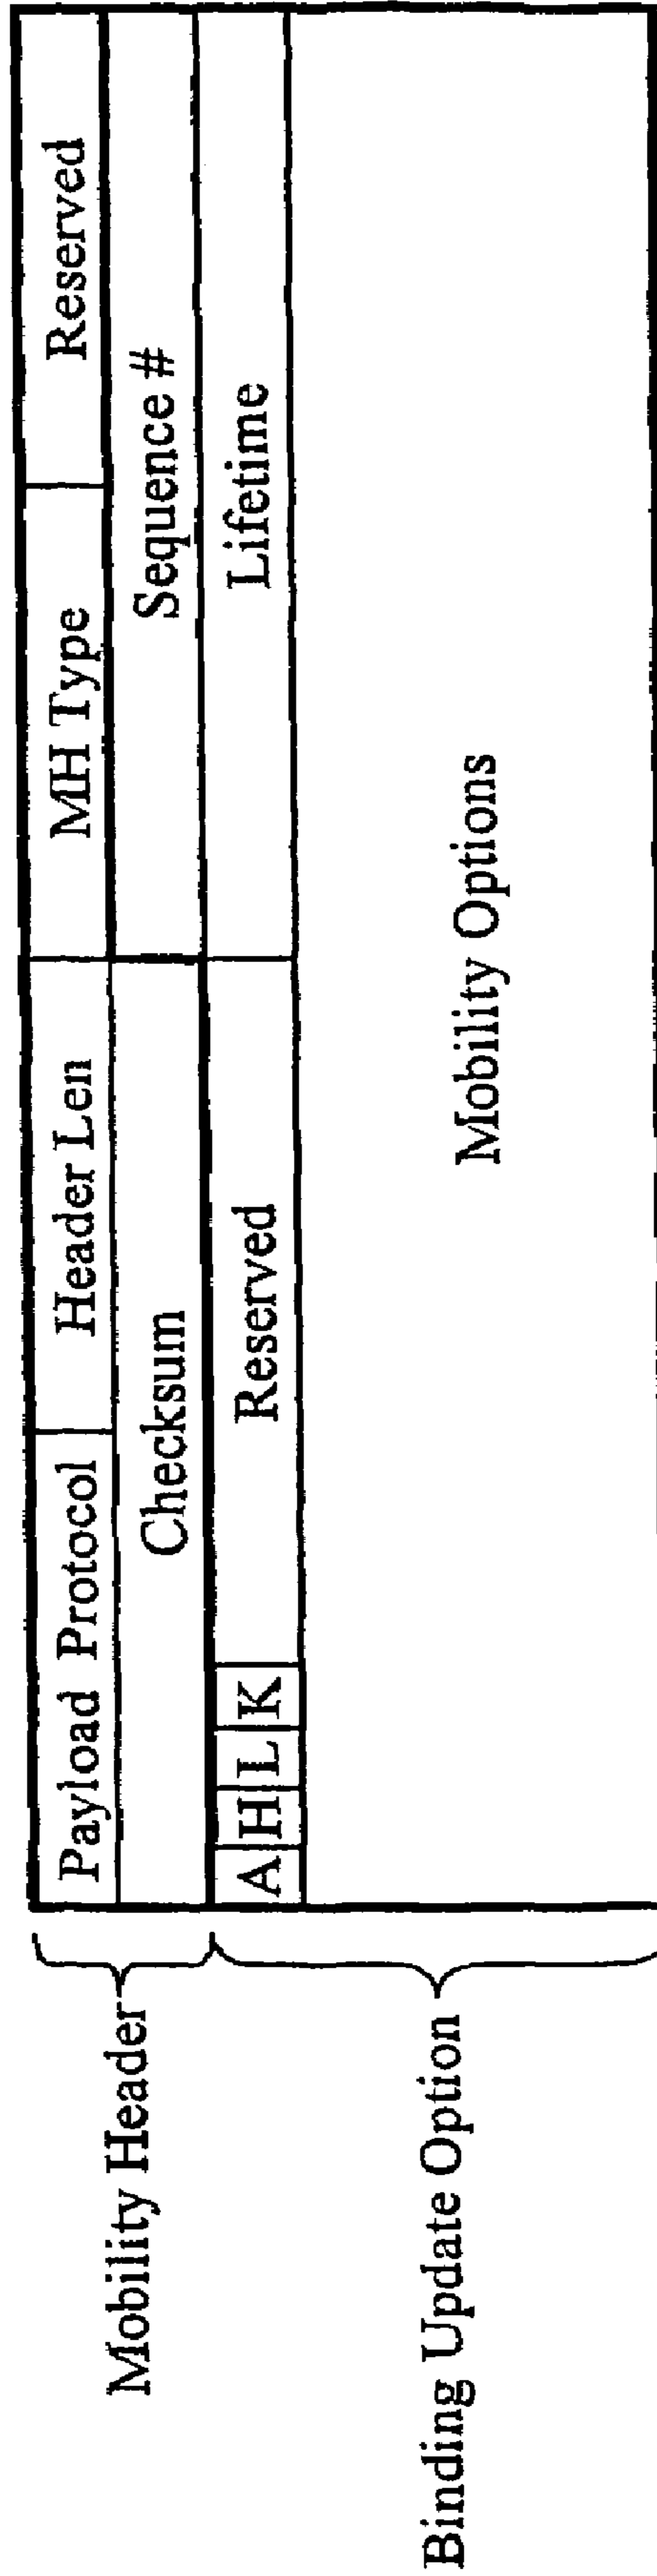 Mobility Header
Payload Protocol Header Len MH Type Reserved
Checksum Sequence #
Binding Update Option
A H L K Reserved Lifetime
Mobility Options